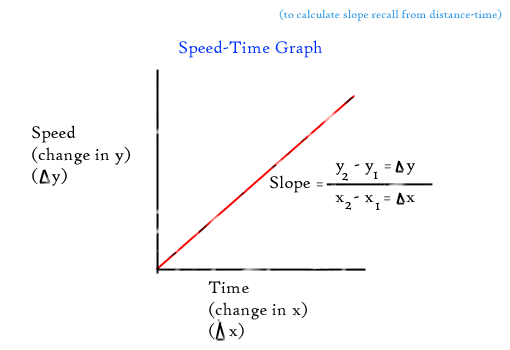 (to calculate slope recall from distance-time)
Speed-Time Graph
Speed
(change in y)
(Δy)
Slope = y₂ - y₁ = Δy
x₂ - x₁ = Δx
Time
(change in x)
(Δx)